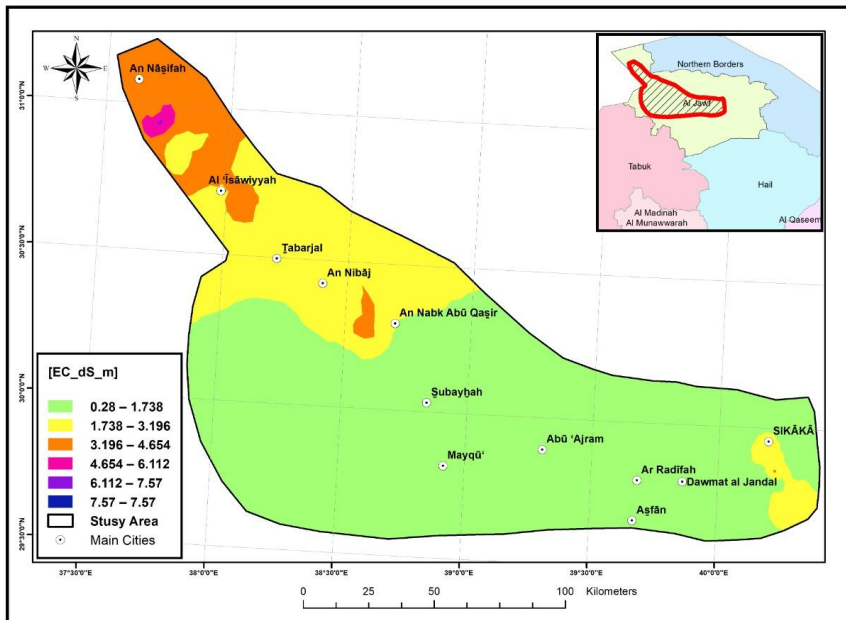 N
W
E
S
An Nāṣifah
Al ‘Īsāwiyyah
Ṯabarjal
An Nibāj
An Nabk Abū Qaṣir
Ṣubayḥah
Mayqū‘
Abū ‘Ajram
SIKĀKĀ
Ar Radīfah
Dawmat al Jandal
Aṣfān
Northern Borders
Al Jawf
Tabuk
Hail
Al Madinah
Al Munawwarah
Al Qaseem
[EC_dS_m]
0.28 – 1.738
1.738 – 3.196
3.196 – 4.654
4.654 – 6.112
6.112 – 7.57
7.57 – 7.57
Stusy Area
Main Cities
31°0'0"N
30°30'0"N
30°0'0"N
29°30'0"N
37°30'0"E
38°0'0"E
38°30'0"E
39°0'0"E
39°30'0"E
40°0'0"E
0 25 50 100 Kilometers